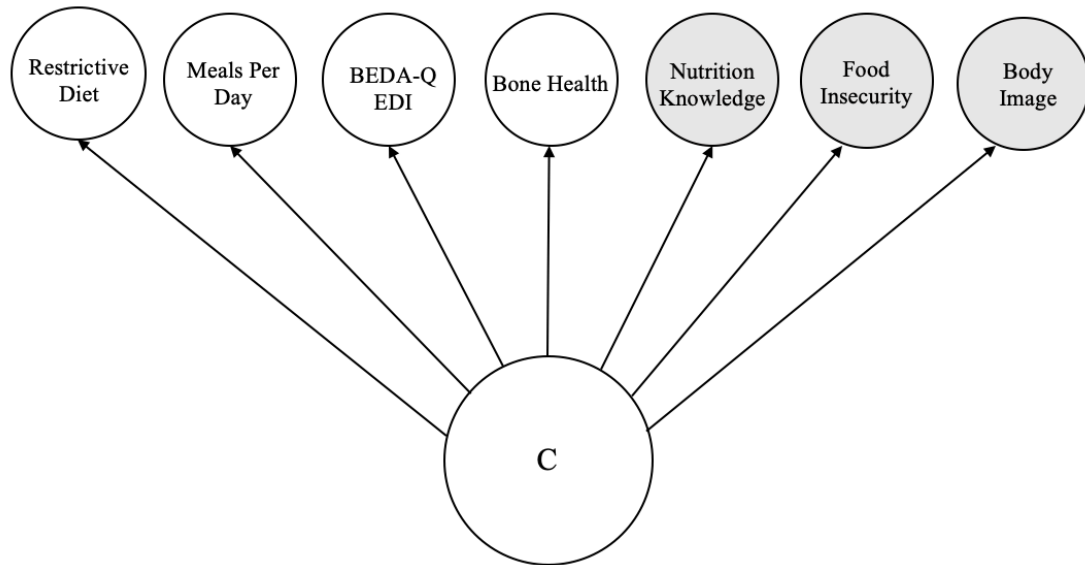 Restrictive
Diet
Meals Per
Day
BEDA-Q
EDI
Bone Health
Nutrition
Knowledge
Food
Insecurity
Body
Image
C